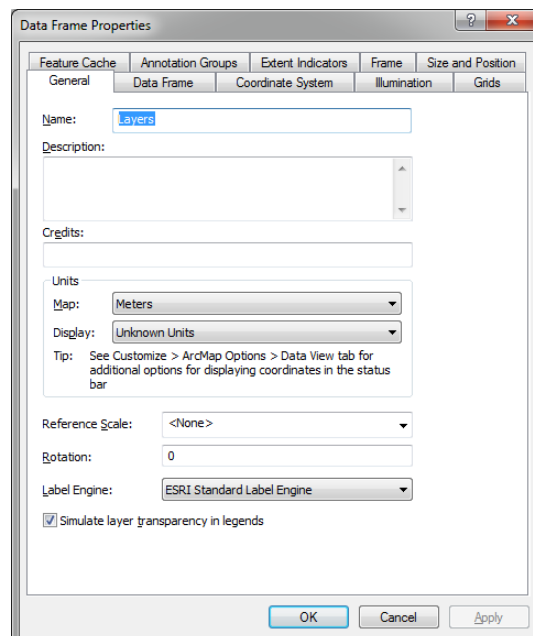 Data Frame Properties
?
Feature Cache Annotation Groups Extent Indicators Frame Size and Position
General Data Frame Coordinate System Illumination Grids
Name: Layers
Description:
Credits:
Units
Map: Meters
Display: Unknown Units
Tip: See Customize > ArcMap Options > Data View tab for
additional options for displaying coordinates in the status
bar
Reference Scale: <None>
Rotation: 0
Label Engine: ESRI Standard Label Engine
Simulate layer transparency in legends
OK Cancel Apply